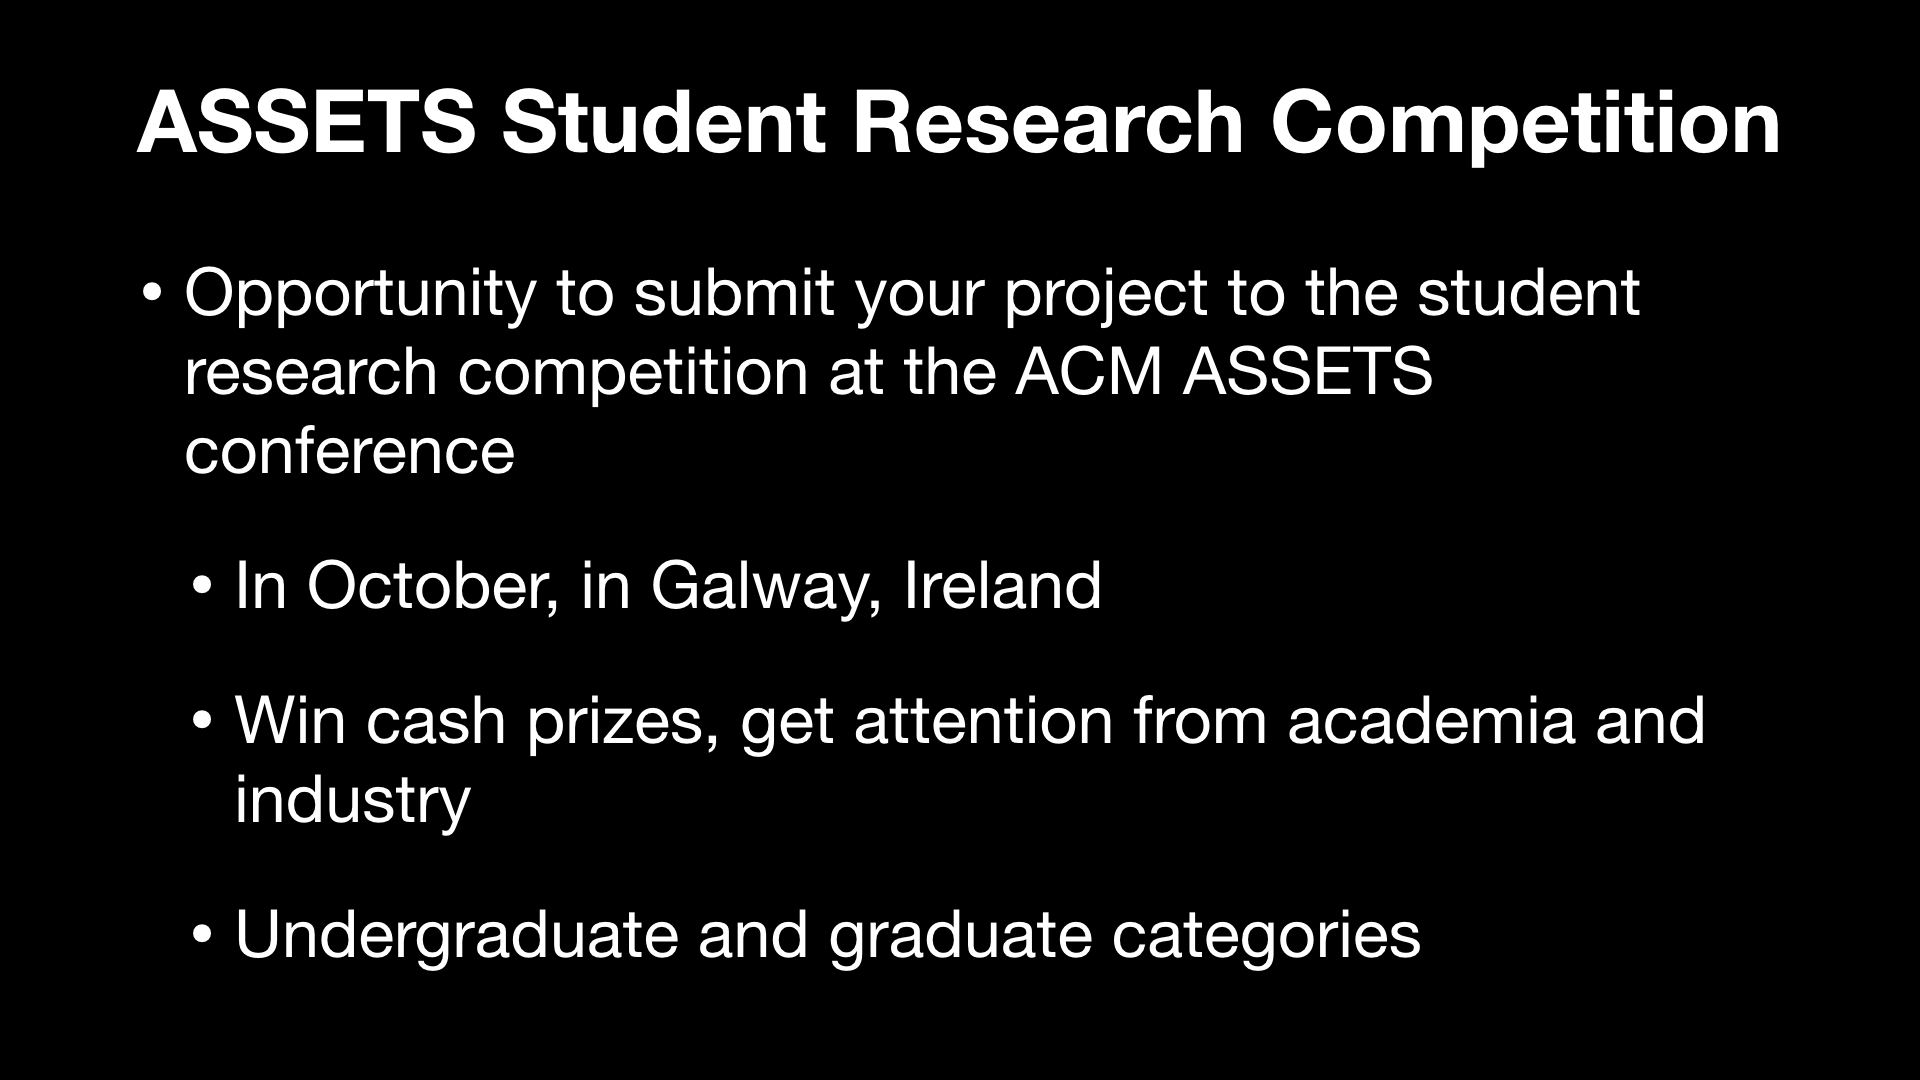 ASSETS Student Research Competition
• Opportunity to submit your project to the student
research competition at the ACM ASSETS
conference
• In October, in Galway, Ireland
• Win cash prizes, get attention from academia and
industry
• Undergraduate and graduate categories